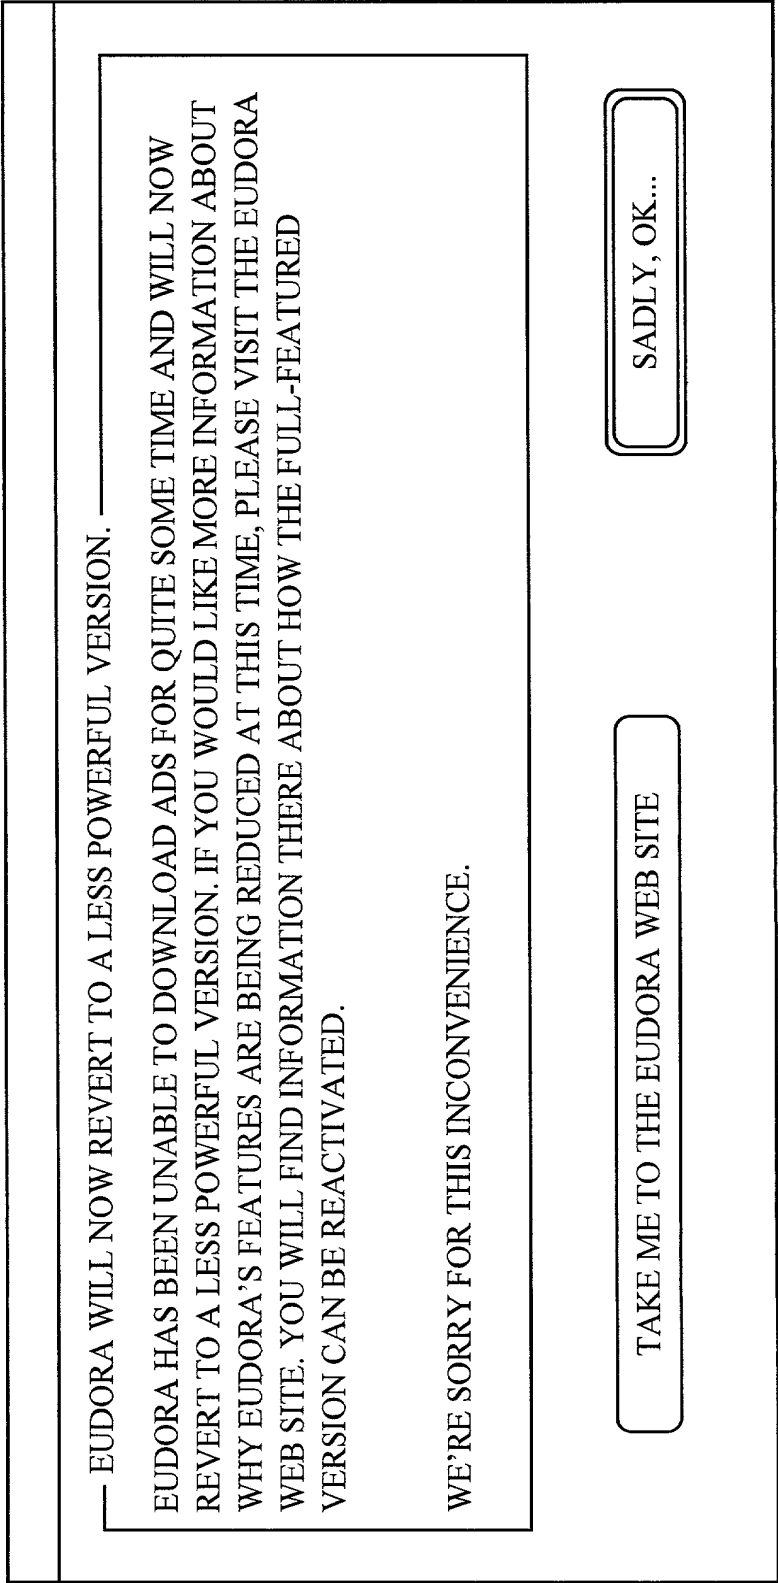 EUDORA WILL NOW REVERT TO A LESS POWERFUL VERSION.
EUDORA HAS BEEN UNABLE TO DOWNLOAD ADS FOR QUITE SOME TIME AND WILL NOW
REVERT TO A LESS POWERFUL VERSION. IF YOU WOULD LIKE MORE INFORMATION ABOUT
WHY EUDORA'S FEATURES ARE BEING REDUCED AT THIS TIME, PLEASE VISIT THE EUDORA
WEB SITE. YOU WILL FIND INFORMATION THERE ABOUT HOW THE FULL-FEATURED
VERSION CAN BE REACTIVATED.
WE'RE SORRY FOR THIS INCONVENIENCE.
TAKE ME TO THE EUDORA WEB SITE
SADLY, OK...